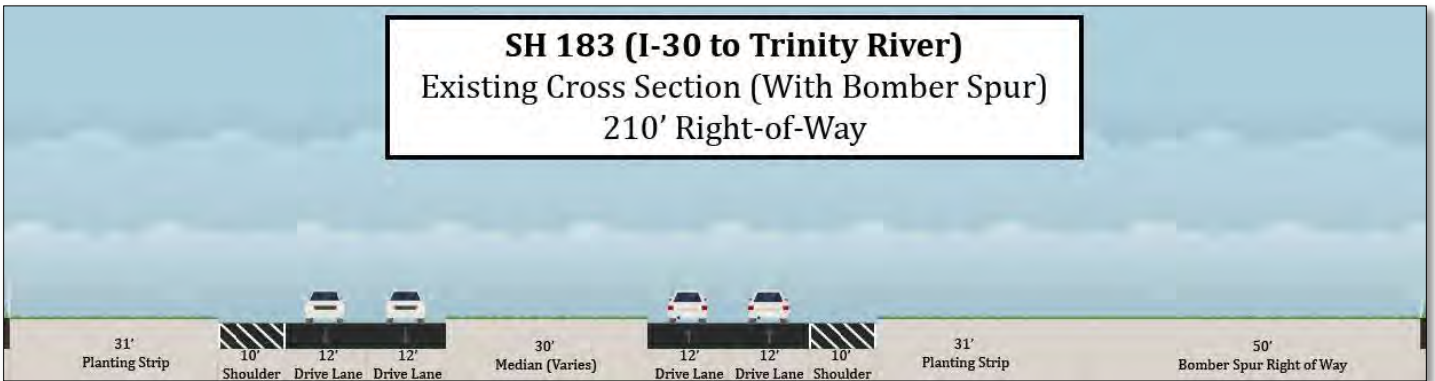 SH 183 (I-30 to Trinity River)
Existing Cross Section (With Bomber Spur)
210’ Right-of-Way
31’
Planting Strip
10’
Shoulder
12’
Drive Lane
12’
Drive Lane
30’
Median (Varies)
12’
Drive Lane
12’
Drive Lane
10’
Shoulder
31’
Planting Strip
50’
Bomber Spur Right of Way